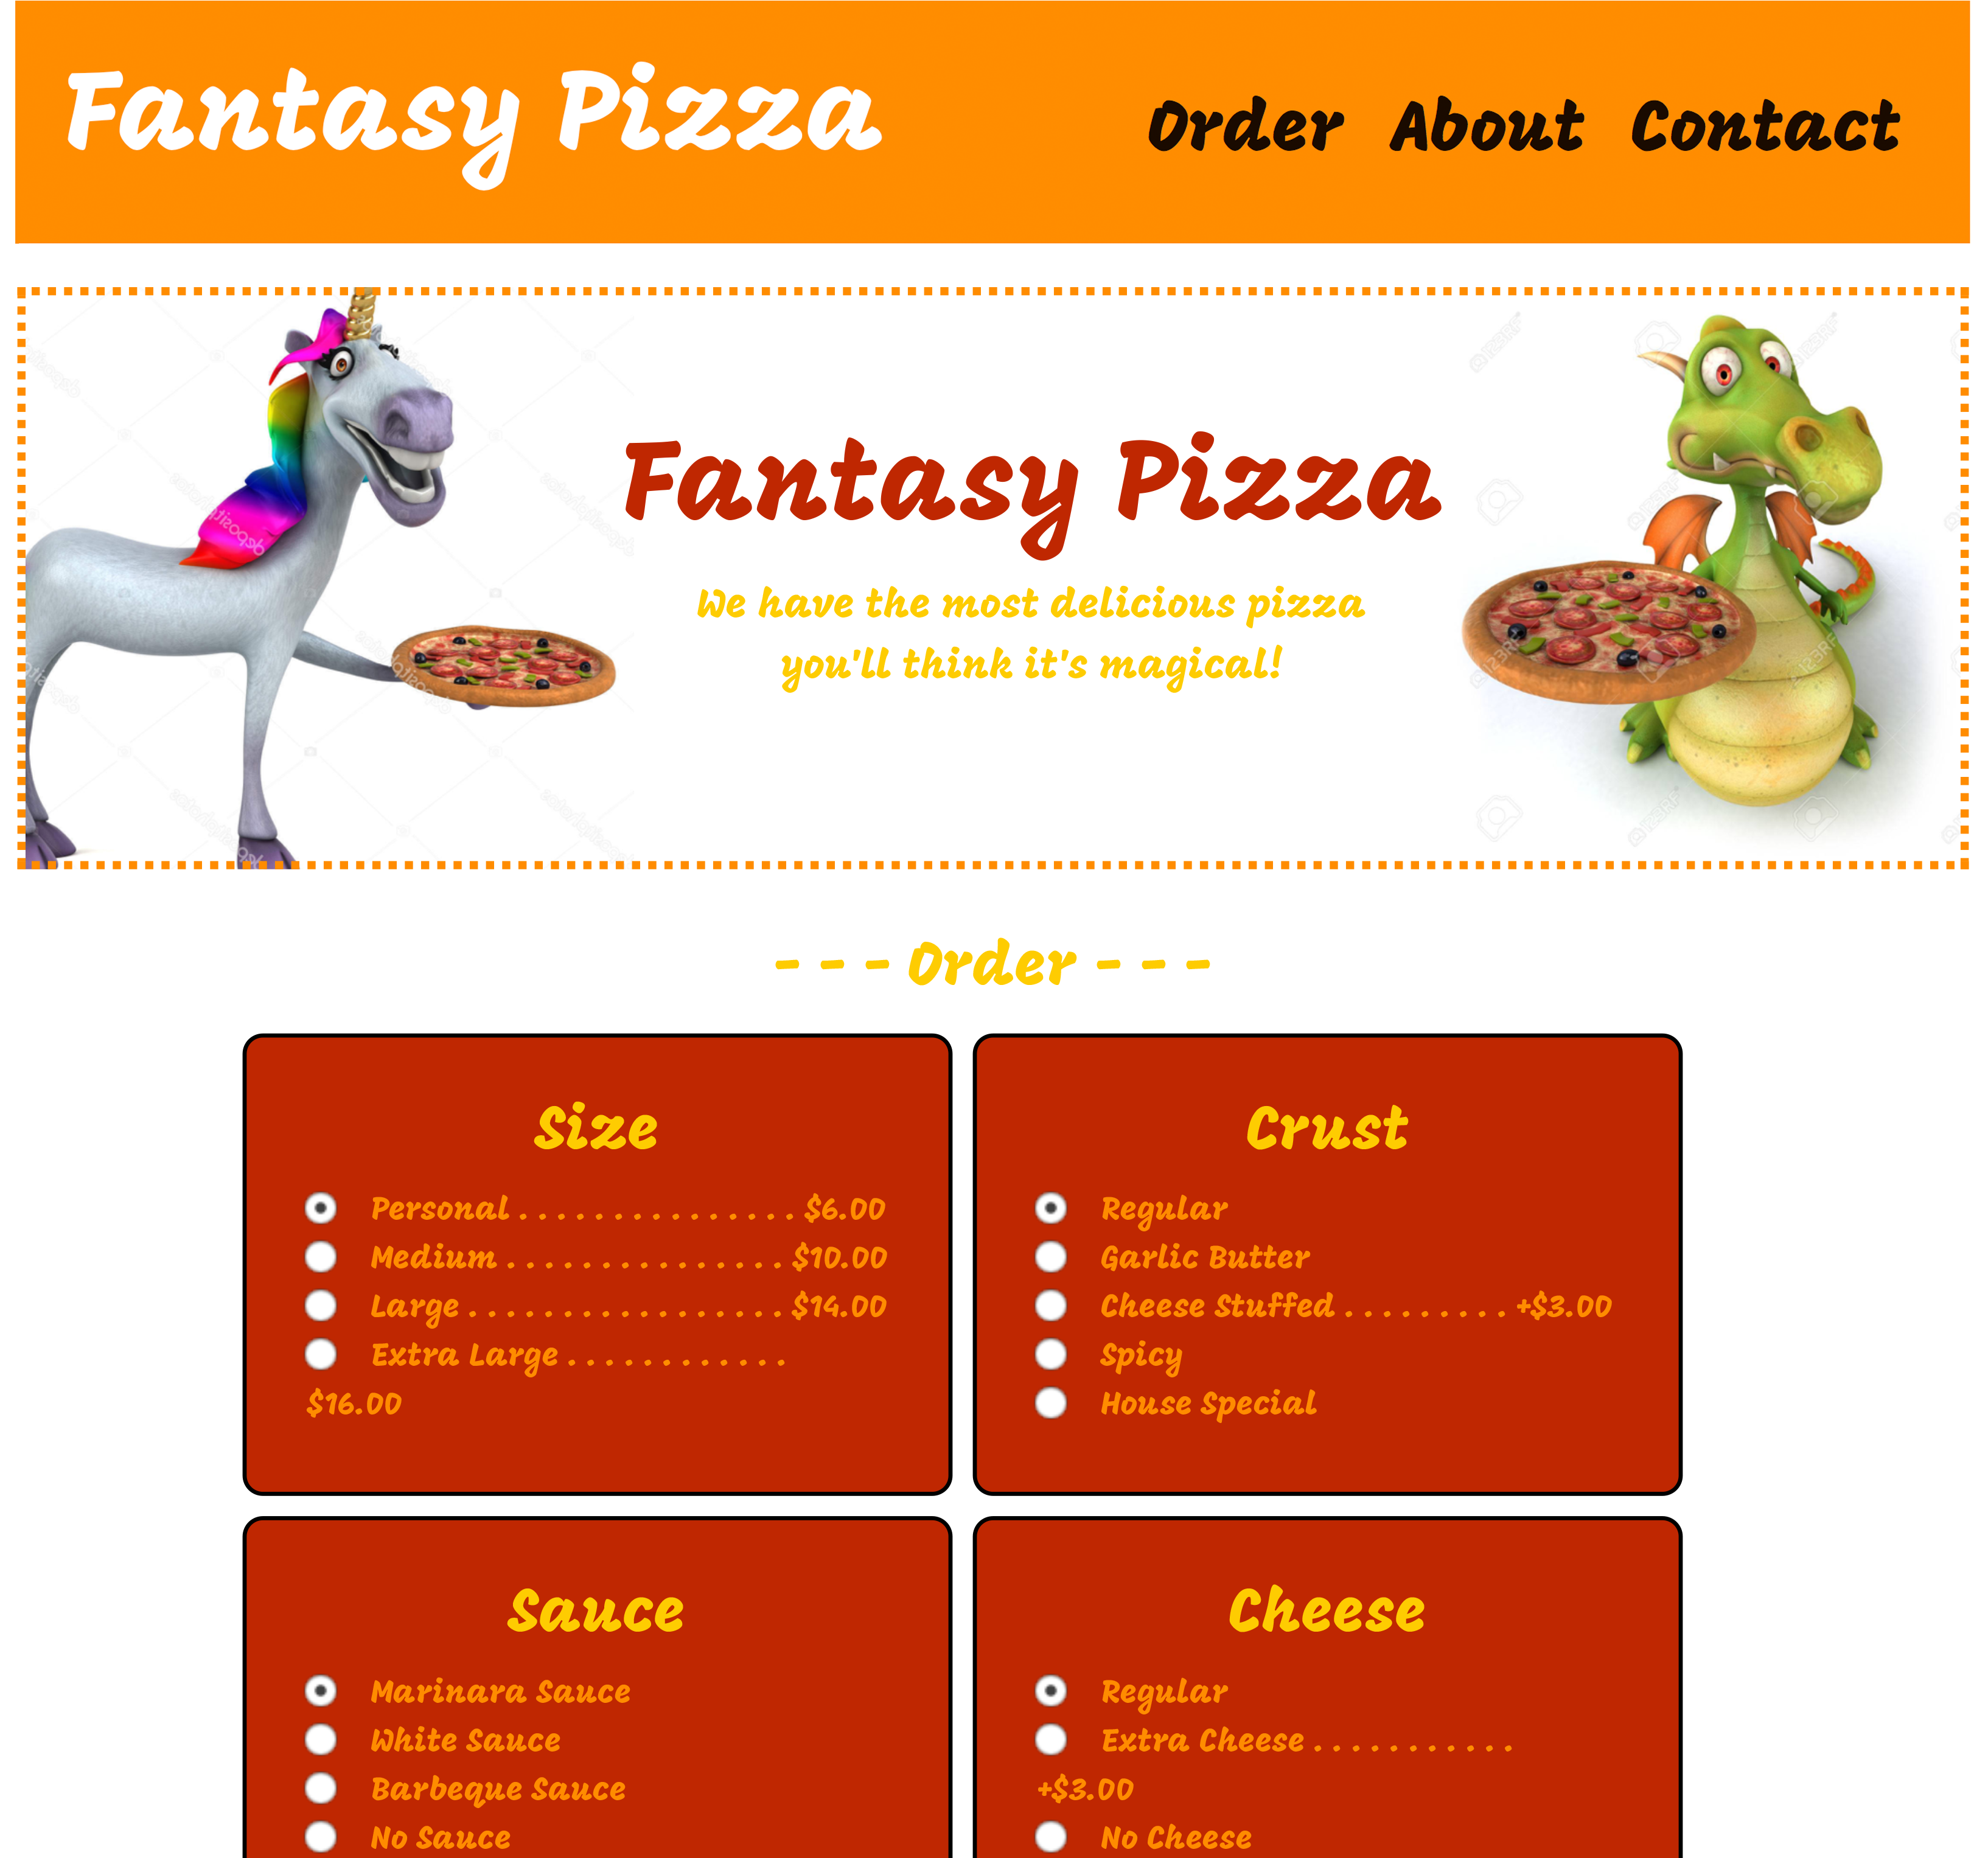 Fantasy Pizza
Order About Contact
Fantasy Pizza
We have the most delicious pizza
you'll think it's magical!
- - - Order - - -
Size
Personal . . . . . . . . . . . . . . . $6.00
Medium . . . . . . . . . . . . . . . $10.00
Large . . . . . . . . . . . . . . . . . $14.00
Extra Large . . . . . . . . . . . .
$16.00
Crust
Regular
Garlic Butter
Cheese Stuffed . . . . . . . . . +$3.00
Spicy
House Special
Sauce
Marinara Sauce
White Sauce
Barbeque Sauce
No Sauce
Cheese
Regular
Extra Cheese . . . . . . . . . . .
+$3.00
No Cheese